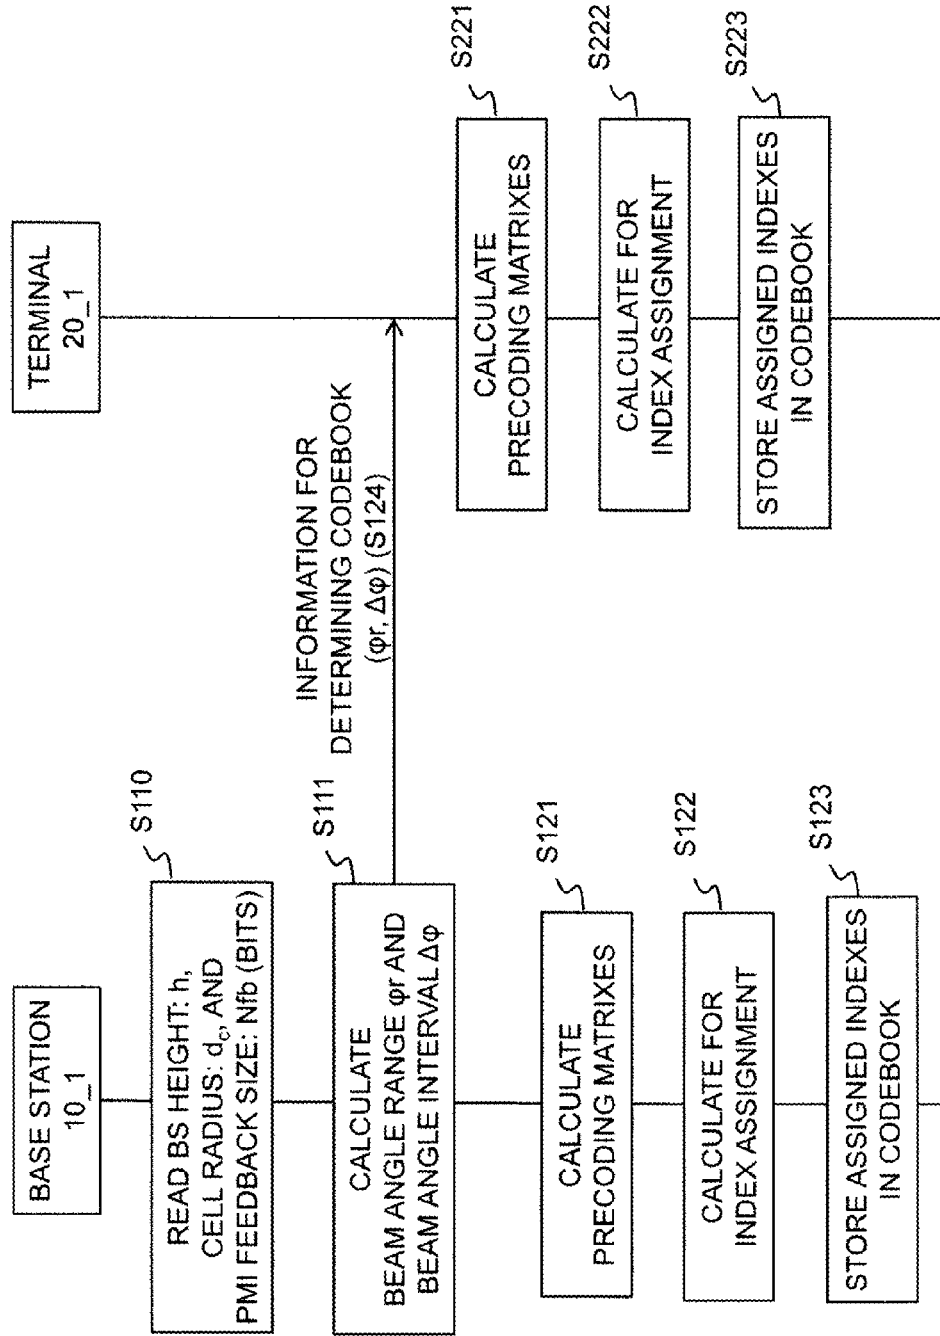 BASE STATION
10_1
TERMINAL
20_1
S110
READ BS HEIGHT: h,
CELL RADIUS: dc, AND
PMI FEEDBACK SIZE: Nfb (BITS)
S111
CALCULATE
BEAM ANGLE RANGE φr AND
BEAM ANGLE INTERVAL Δφ
INFORMATION FOR
DETERMINING CODEBOOK
(φr, Δφ) (S124)
S121
CALCULATE
PRECODING MATRIXES
S122
CALCULATE FOR
INDEX ASSIGNMENT
S123
STORE ASSIGNED INDEXES
IN CODEBOOK
S221
CALCULATE
PRECODING MATRIXES
S222
CALCULATE FOR
INDEX ASSIGNMENT
S223
STORE ASSIGNED INDEXES
IN CODEBOOK